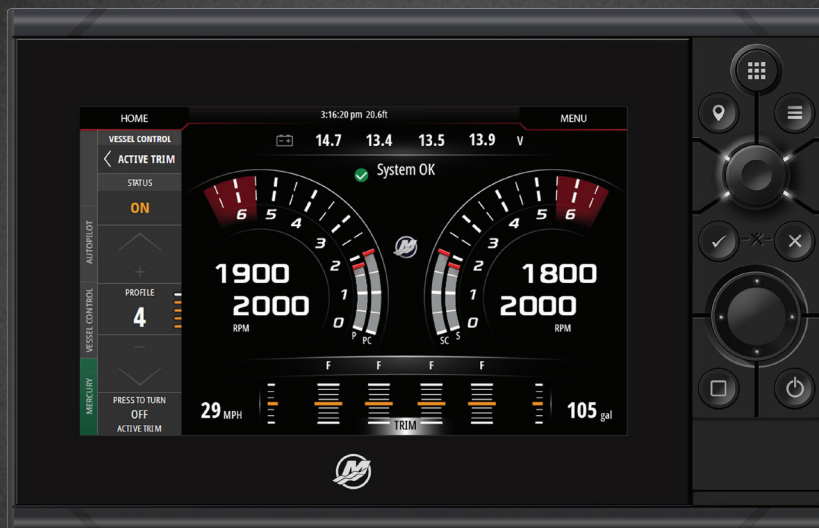 HOME
3:16:20 pm 20.6ft
MENU
VESSEL CONTROL
ACTIVE TRIM
STATUS
ON
PROFILE
4
PRESS TO TURN
OFF
ACTIVE TRIM
AUTOPILOT
VESSEL CONTROL
MERCURY
14.7 13.4 13.5 13.9 V
System OK
6 5 4 3 2 1 0
1900
2000
RPM
P PC
6 5 4 3 2 1 0
1800
2000
RPM
SC S
F F F F
29 MPH
TRIM
105 gal